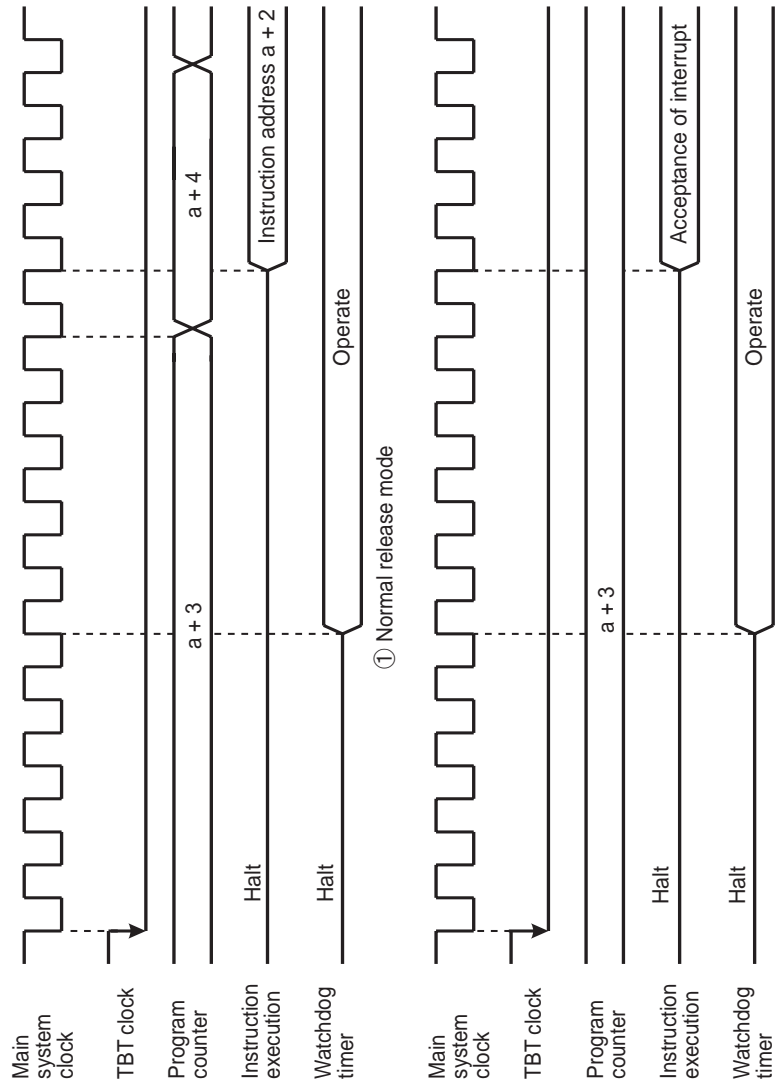 Main
system
clock
TBT clock
Program
counter
a + 3
a + 4
Instruction
execution
Halt
Instruction address a + 2
Watchdog
timer
Halt
Operate
① Normal release mode
Main
system
clock
TBT clock
Program
counter
a + 3
Instruction
execution
Halt
Acceptance of interrupt
Watchdog
timer
Halt
Operate